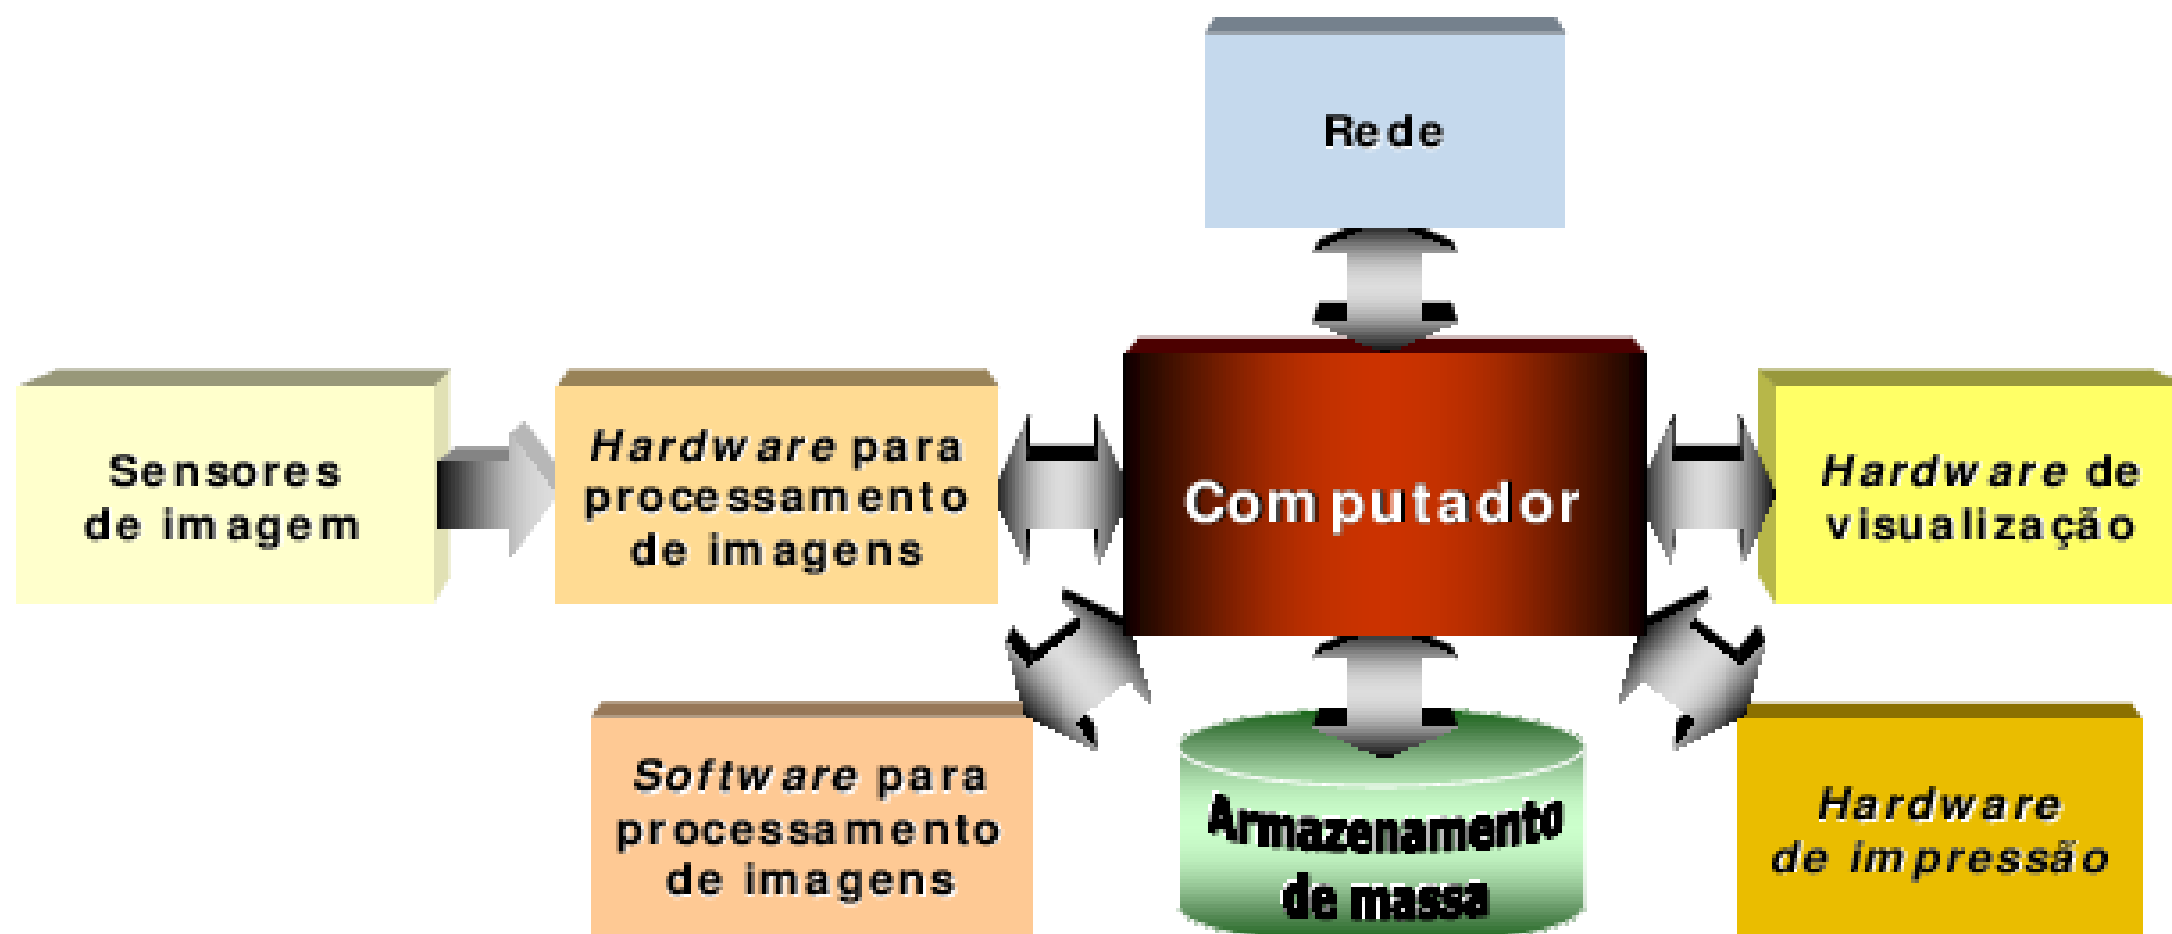 Rede
Sensores
de imagem
Hardware para
processamento
de imagens
Computador
Hardware de
visualização
Software para
processamento
de imagens
Armazenamento
de massa
Hardware
de impressão